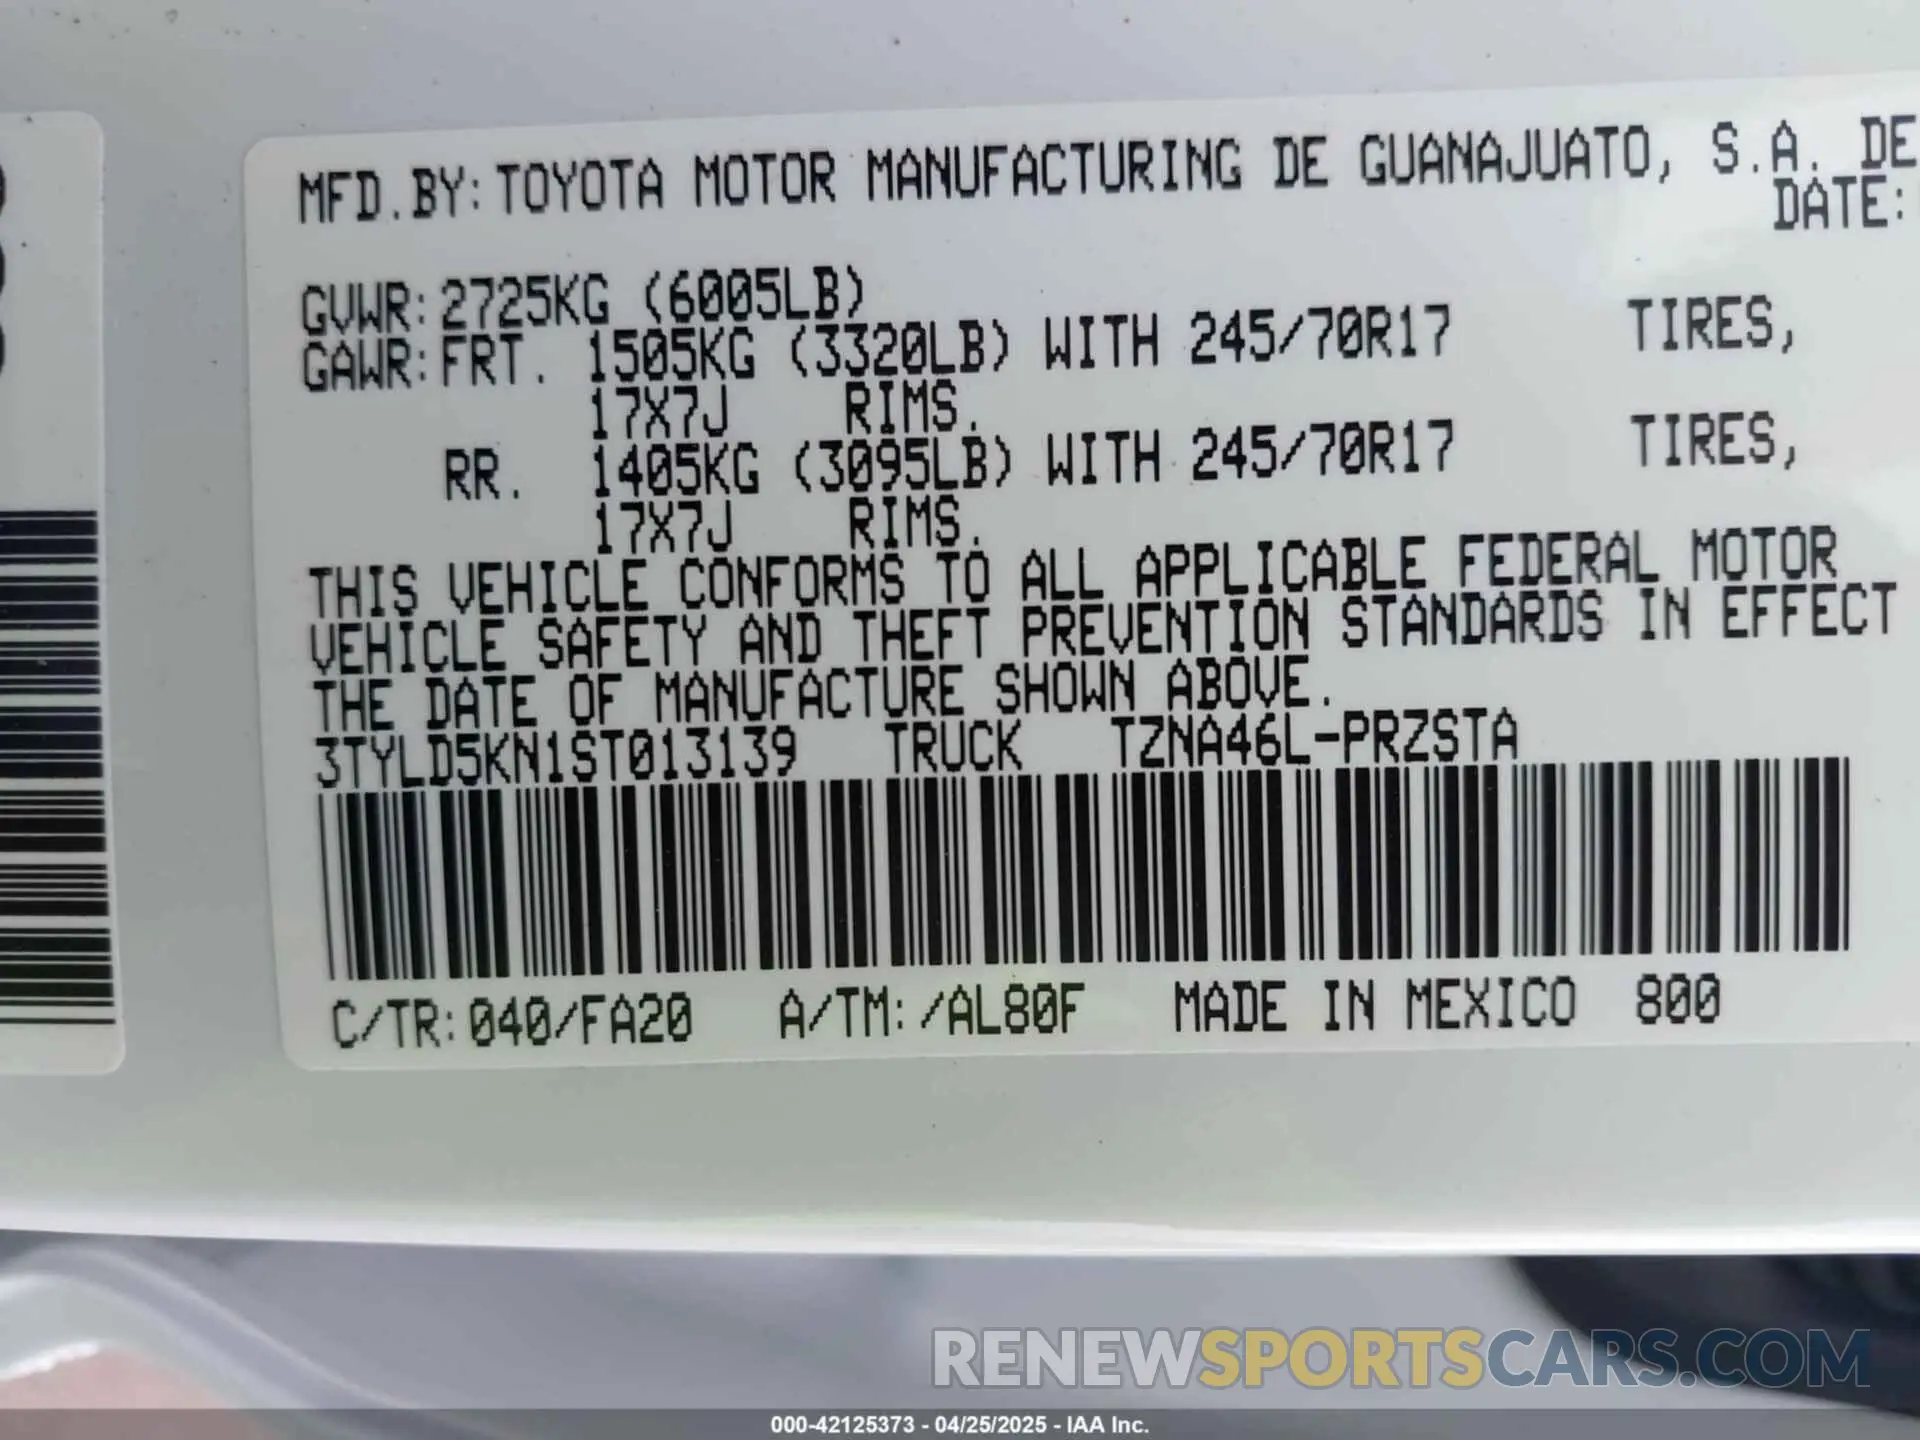 MFD.BY: TOYOTA MOTOR MANUFACTURING DE GUANAJUATO, S.A. DE
DATE:
GVWR: 2725KG (6005LB)
GAWR: FRT. 1505KG (3320LB) WITH 245/70R17 TIRES,
17X7J RIMS.
RR. 1405KG (3095LB) WITH 245/70R17 TIRES,
17X7J RIMS.
THIS VEHICLE CONFORMS TO ALL APPLICABLE FEDERAL MOTOR
VEHICLE SAFETY AND THEFT PREVENTION STANDARDS IN EFFECT
THE DATE OF MANUFACTURE SHOWN ABOVE.
3TYLD5KN1ST013139 TRUCK TZNA46L-PRZSTA
C/TR: 040/FA20 A/TM: /AL80F MADE IN MEXICO 800
RENEWSPORTSCARS.COM
000-42125373 - 04/25/2025 - IAA Inc.